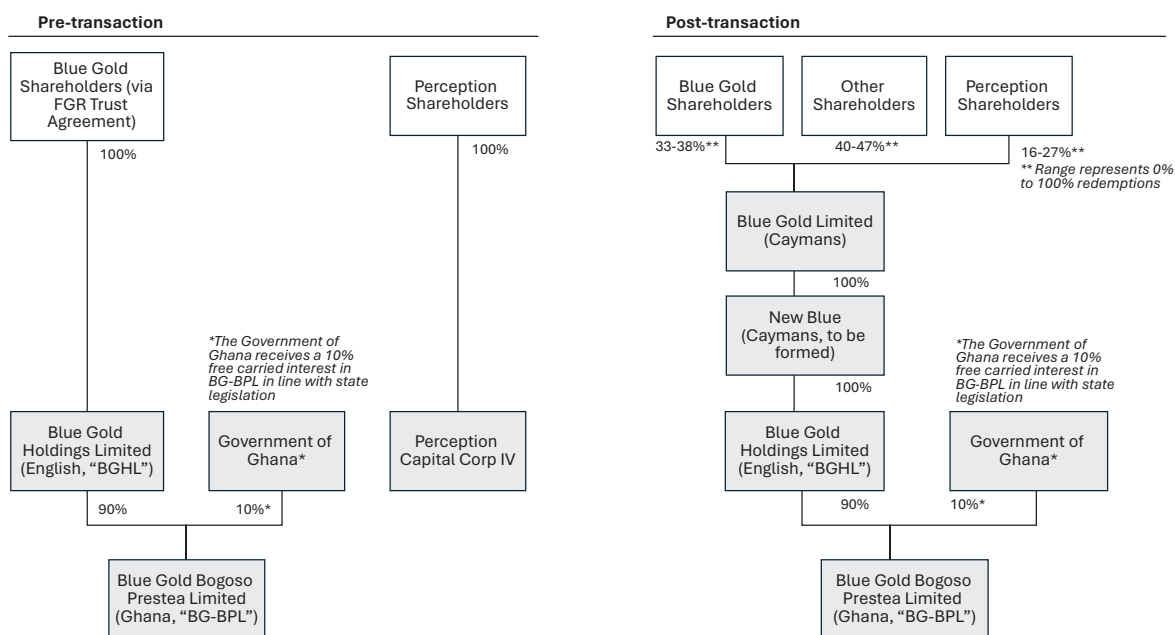 Pre-transaction
Blue Gold
Shareholders (via
FGR Trust
Agreement)
100%
Perception
Shareholders
100%
*The Government of
Ghana receives a 10%
free carried interest in
BG-BPL in line with state
legislation
Blue Gold
Holdings Limited
(English, “BGHL”)
Government of
Ghana*
Perception
Capital Corp IV
90%
10%*
Blue Gold Bogoso
Prestea Limited
(Ghana, “BG-BPL”)
Post-transaction
Blue Gold
Shareholders
Other
Shareholders
Perception
Shareholders
33-38%**
40-47%**
16-27%**
** Range represents 0%
to 100% redemptions
Blue Gold Limited
(Caymans)
100%
New Blue
(Caymans, to be
formed)
100%
*The Government of
Ghana receives a 10%
free carried interest in
BG-BPL in line with state
legislation
Blue Gold
Holdings Limited
(English, “BGHL”)
Government of
Ghana*
90%
10%*
Blue Gold Bogoso
Prestea Limited
(Ghana, “BG-BPL”)